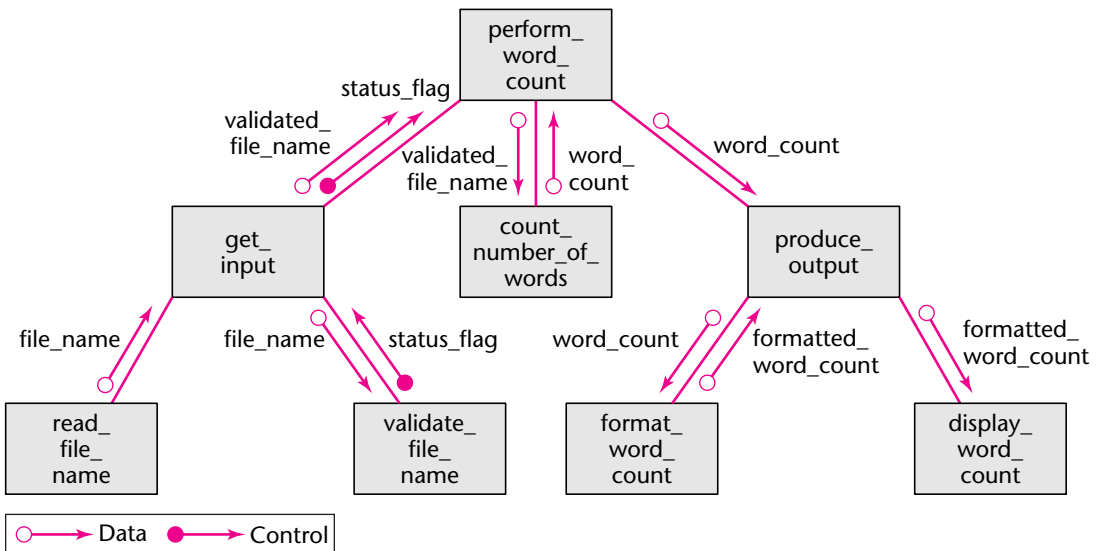 perform_
word_
count
status_flag
validated_
file_name
validated_
file_name
word_
count
word_count
get_
input
count_
number_of_
words
produce_
output
file_name
file_name
status_flag
word_count
formatted_
word_count
formatted_
word_count
read_
file_
name
validate_
file_
name
format_
word_
count
display_
word_
count
Data Control